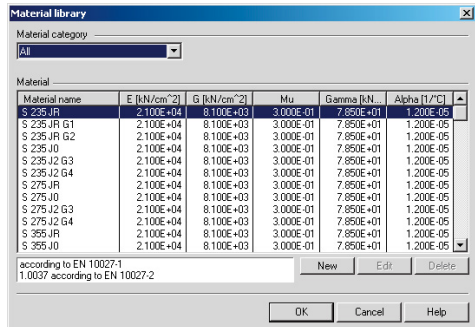 Material library
Material category
All
Material
Material name E [kN/cm^2] G [kN/cm^2] Mu Gamma [kN... Alpha [1/°C]
S 235 JR 2.100E+04 8.100E+03 3.000E-01 7.850E+01 1.200E-05
S 235 JR G1 2.100E+04 8.100E+03 3.000E-01 7.850E+01 1.200E-05
S 235 JR G2 2.100E+04 8.100E+03 3.000E-01 7.850E+01 1.200E-05
S 235 J0 2.100E+04 8.100E+03 3.000E-01 7.850E+01 1.200E-05
S 235 J2 G3 2.100E+04 8.100E+03 3.000E-01 7.850E+01 1.200E-05
S 235 J2 G4 2.100E+04 8.100E+03 3.000E-01 7.850E+01 1.200E-05
S 275 JR 2.100E+04 8.100E+03 3.000E-01 7.850E+01 1.200E-05
S 275 J0 2.100E+04 8.100E+03 3.000E-01 7.850E+01 1.200E-05
S 275 J2 G3 2.100E+04 8.100E+03 3.000E-01 7.850E+01 1.200E-05
S 275 J2 G4 2.100E+04 8.100E+03 3.000E-01 7.850E+01 1.200E-05
S 355 JR 2.100E+04 8.100E+03 3.000E-01 7.850E+01 1.200E-05
S 355 J0 2.100E+04 8.100E+03 3.000E-01 7.850E+01 1.200E-05
according to EN 10027-1
1.0037 according to EN 10027-2
New Edit Delete
OK Cancel Help